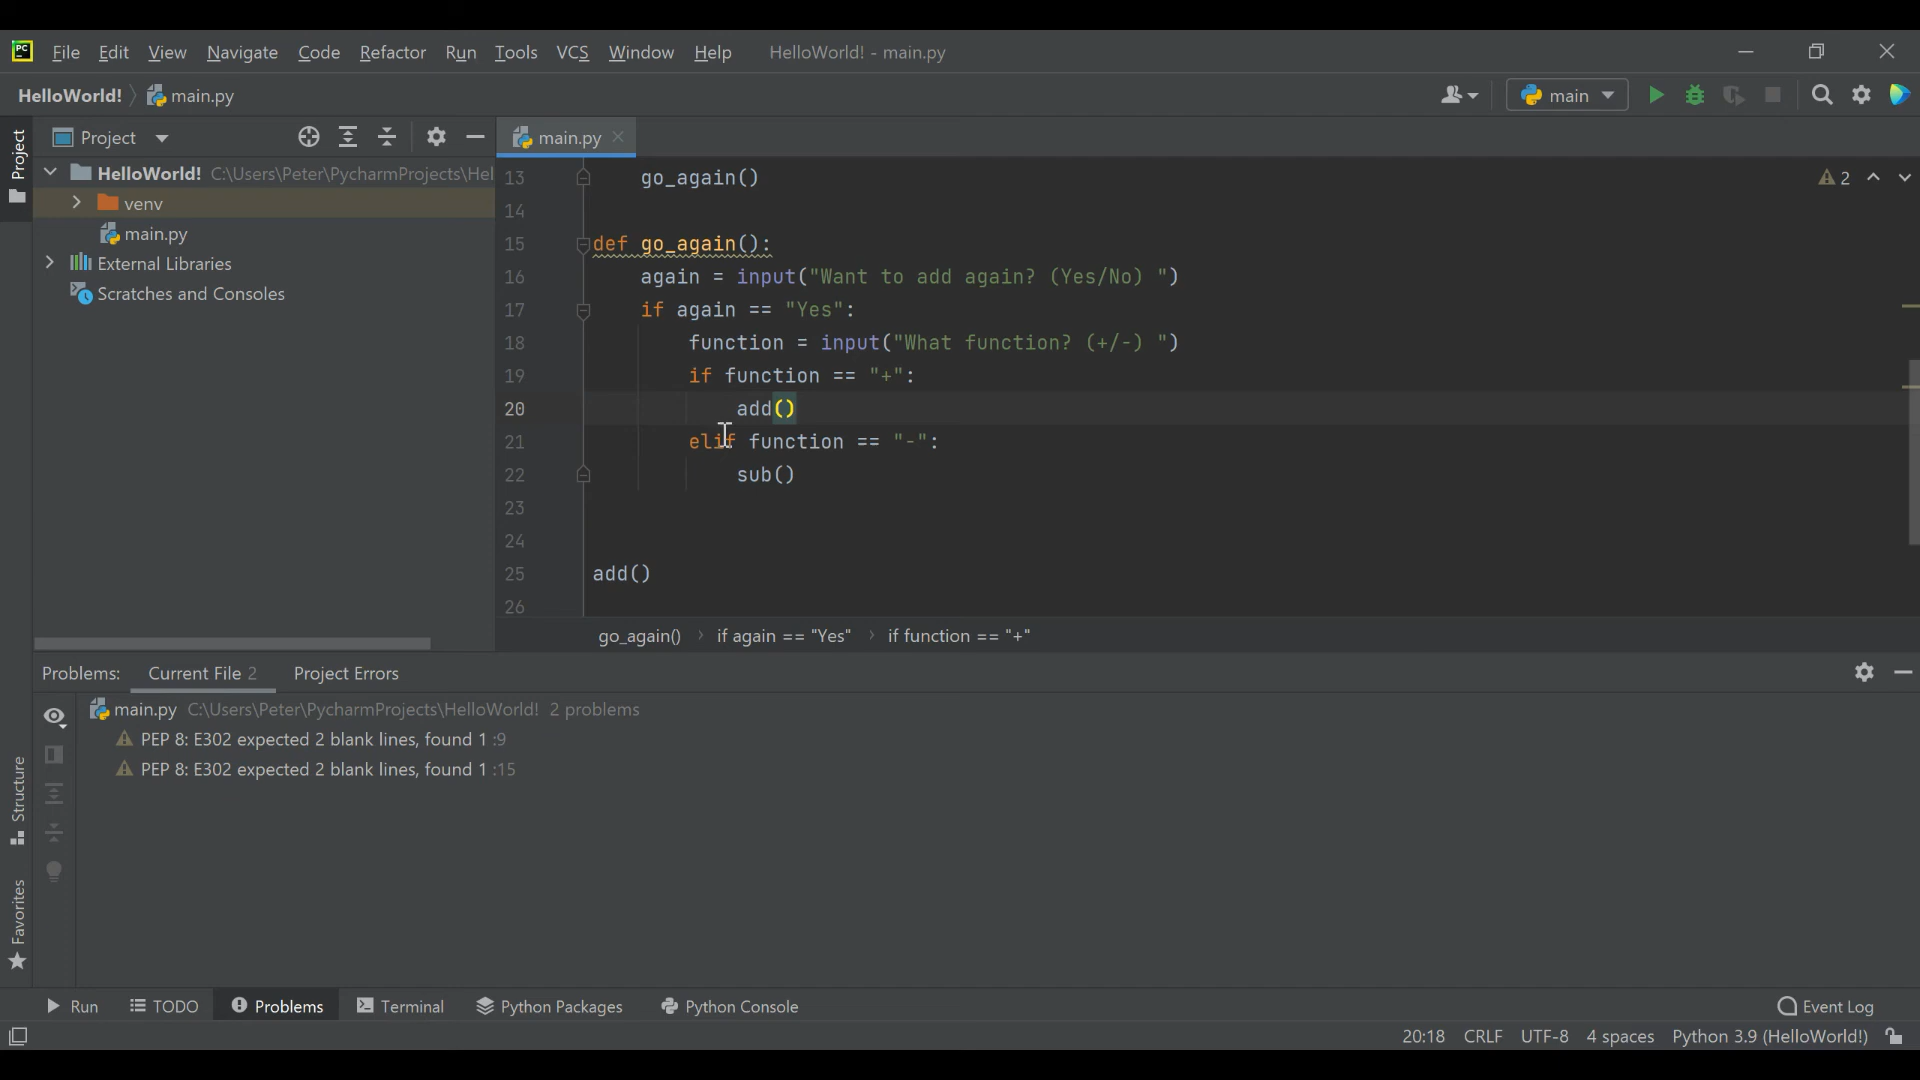 PC File Edit View Navigate Code Refactor Run Tools VCS Window Help HelloWorld! - main.py
HelloWorld! main.py main
Project main.py
Project
HelloWorld! C:\Users\Peter\PycharmProjects\Hel
venv
main.py
External Libraries
Scratches and Consoles
2
13 go_again()
14
15 def go_again():
16 again = input("Want to add again? (Yes/No) ")
17 if again == "Yes":
18 function = input("What function? (+/-) ")
19 if function == "+":
20 add()
21 elif function == "-":
22 sub()
23
24
25 add()
26
go_again() › if again == "Yes" › if function == "+"
Problems: Current File 2 Project Errors
main.py C:\Users\Peter\PycharmProjects\HelloWorld! 2 problems
PEP 8: E302 expected 2 blank lines, found 1 :9
PEP 8: E302 expected 2 blank lines, found 1 :15
Structure
Favorites
Run TODO Problems Terminal Python Packages Python Console Event Log
20:18 CRLF UTF-8 4 spaces Python 3.9 (HelloWorld!)